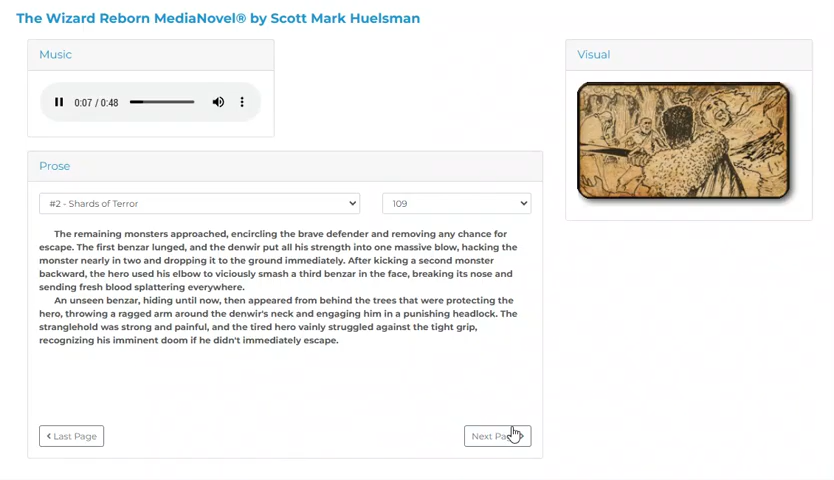 The Wizard Reborn MediaNovel® by Scott Mark Huelsman
Music
0:07 / 0:48
Visual
Prose
#2 - Shards of Terror
109
The remaining monsters approached, encircling the brave defender and removing any chance for
escape. The first benzar lunged, and the denwir put all his strength into one massive blow, hacking the
monster nearly in two and dropping it to the ground immediately. After kicking a second monster
backward, the hero used his elbow to viciously smash a third benzar in the face, breaking its nose and
sending fresh blood splattering everywhere.
An unseen benzar, hiding until now, then appeared from behind the trees that were protecting the
hero, throwing a ragged arm around the denwir's neck and engaging him in a punishing headlock. The
stranglehold was strong and painful, and the tired hero vainly struggled against the tight grip,
recognizing his imminent doom if he didn't immediately escape.
Last Page
Next